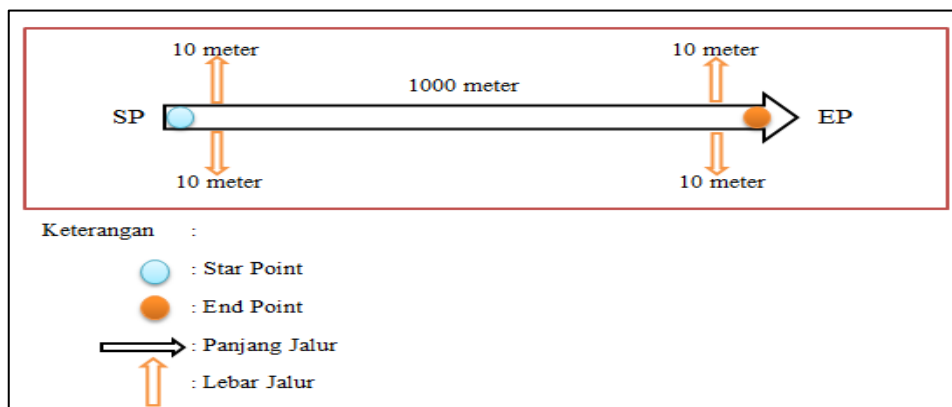 10 meter 10 meter
1000 meter
SP EP
10 meter 10 meter
Keterangan :
: Star Point
: End Point
: Panjang Jalur
: Lebar Jalur